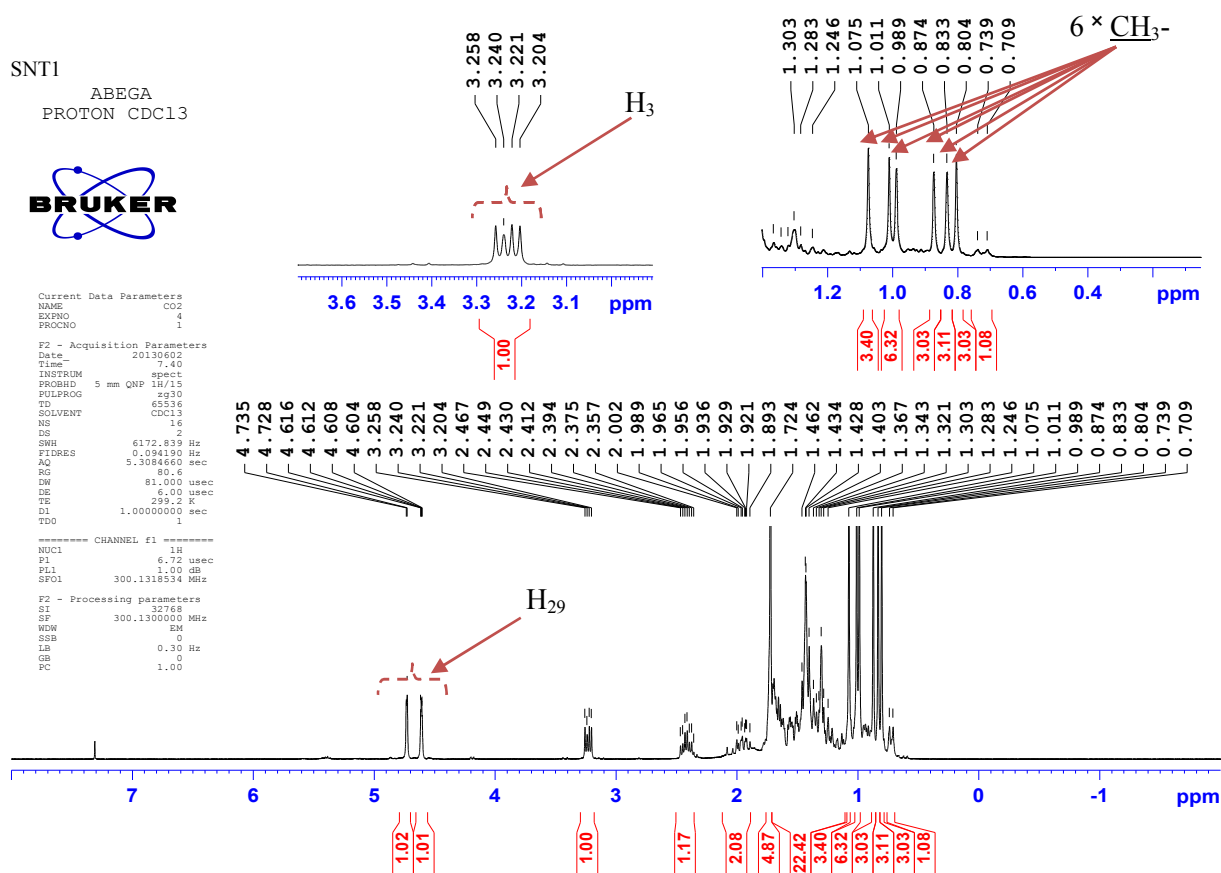 SNT1
ABEGA
PROTON CDCl3
BRUKER
Current Data Parameters
NAME CO2
EXPNO 4
PROCNO 1
F2 - Acquisition Parameters
Date_ 20130602
Time 7.40
INSTRUM spect
PROBHD 5 mm QNP 1H/15
PULPROG zg30
TD 65536
SOLVENT CDCl3
NS 16
DS 2
SWH 6172.839 Hz
FIDRES 0.094190 Hz
AQ 5.3084660 sec
RG 80.6
DW 81.000 usec
DE 6.00 usec
TE 299.2 K
D1 1.00000000 sec
TD0 1
======== CHANNEL f1 ========
NUC1 1H
P1 6.72 usec
PL1 1.00 dB
SFO1 300.1318534 MHz
F2 - Processing parameters
SI 32768
SF 300.1300000 MHz
WDW EM
SSB 0
LB 0.30 Hz
GB 0
PC 1.00
3.258
3.240
3.221
3.204
H3
3.6 3.5 3.4 3.3 3.2 3.1 ppm
1.00
1.303
1.283
1.246
1.075
1.011
0.989
0.874
0.833
0.804
0.739
0.709
6 × CH3-
1.2 1.0 0.8 0.6 0.4 ppm
3.40
6.32
3.03
3.11
3.03
1.08
4.735
4.728
4.616
4.612
4.608
4.604
3.258
3.240
3.221
3.204
2.467
2.449
2.430
2.412
2.394
2.375
2.357
2.002
1.989
1.965
1.956
1.936
1.929
1.921
1.893
1.724
1.462
1.434
1.428
1.403
1.367
1.343
1.321
1.303
1.283
1.246
1.075
1.011
0.989
0.874
0.833
0.804
0.739
0.709
H29
7 6 5 4 3 2 1 0 -1 ppm
1.02
1.01
1.00
1.17
2.08
4.87
22.42
3.40
6.32
3.03
3.11
3.03
1.08